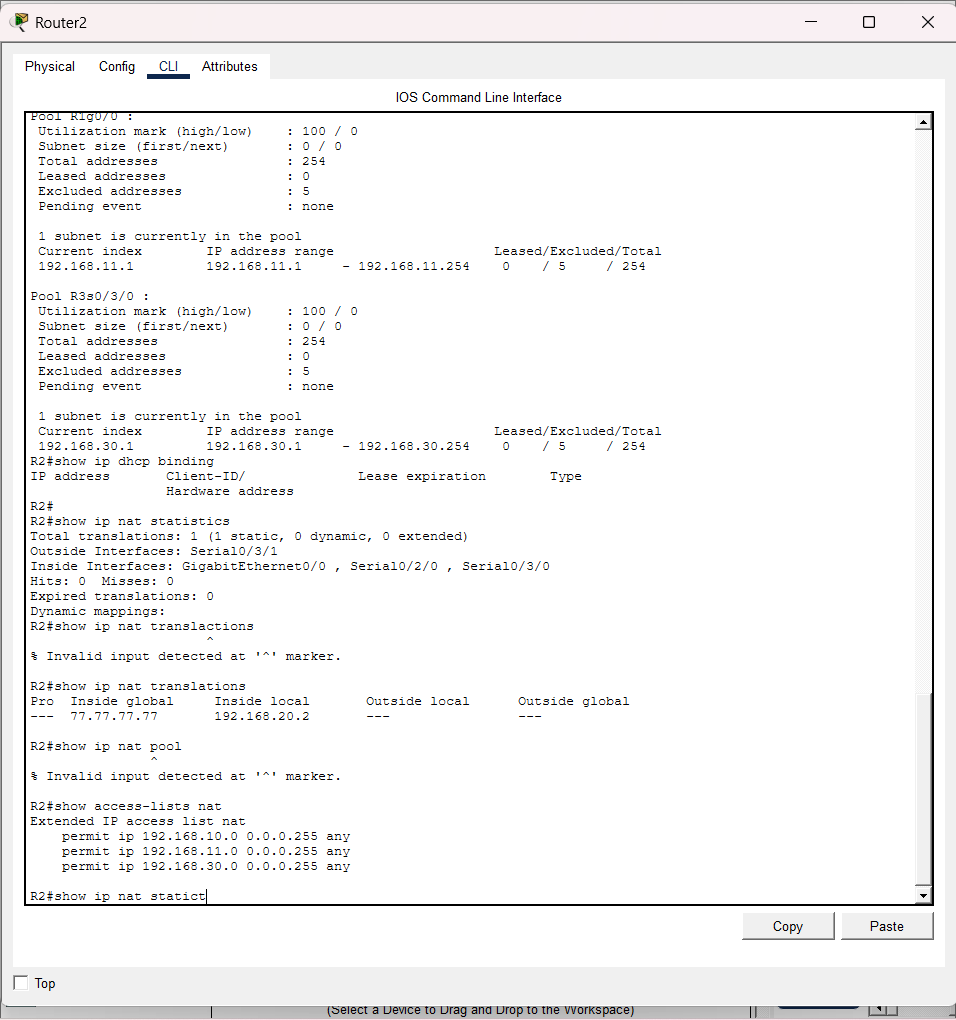 Router2
Physical Config CLI Attributes
IOS Command Line Interface
Pool R1g0/0 :
Utilization mark (high/low) : 100 / 0
Subnet size (first/next) : 0 / 0
Total addresses : 254
Leased addresses : 0
Excluded addresses : 5
Pending event : none
1 subnet is currently in the pool
Current index IP address range Leased/Excluded/Total
192.168.11.1 192.168.11.1 - 192.168.11.254 0 / 5 / 254
Pool R3s0/3/0 :
Utilization mark (high/low) : 100 / 0
Subnet size (first/next) : 0 / 0
Total addresses : 254
Leased addresses : 0
Excluded addresses : 5
Pending event : none
1 subnet is currently in the pool
Current index IP address range Leased/Excluded/Total
192.168.30.1 192.168.30.1 - 192.168.30.254 0 / 5 / 254
R2#show ip dhcp binding
IP address Client-ID/ Lease expiration Type
Hardware address
R2#
R2#show ip nat statistics
Total translations: 1 (1 static, 0 dynamic, 0 extended)
Outside Interfaces: Serial0/3/1
Inside Interfaces: GigabitEthernet0/0 , Serial0/2/0 , Serial0/3/0
Hits: 0 Misses: 0
Expired translations: 0
Dynamic mappings:
R2#show ip nat translactions
^
% Invalid input detected at '^' marker.
R2#show ip nat translations
Pro Inside global Inside local Outside local Outside global
--- 77.77.77.77 192.168.20.2 --- ---
R2#show ip nat pool
^
% Invalid input detected at '^' marker.
R2#show access-lists nat
Extended IP access list nat
permit ip 192.168.10.0 0.0.0.255 any
permit ip 192.168.11.0 0.0.0.255 any
permit ip 192.168.30.0 0.0.0.255 any
R2#show ip nat statict
Copy Paste
Top
(Select a Device to Drag and Drop to the Workspace)